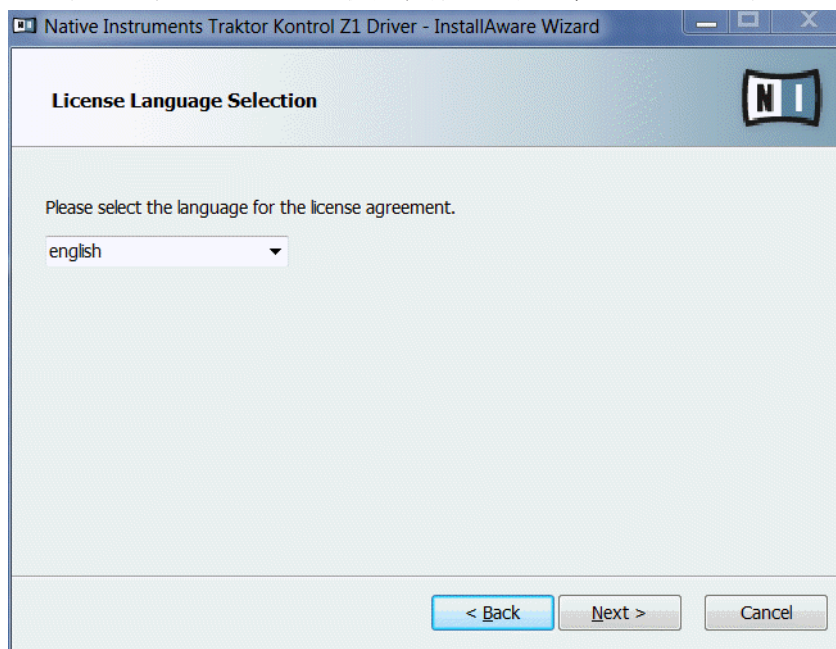 Native Instruments Traktor Kontrol Z1 Driver - InstallAware Wizard
License Language Selection
N I
Please select the language for the license agreement.
english
< Back Next > Cancel